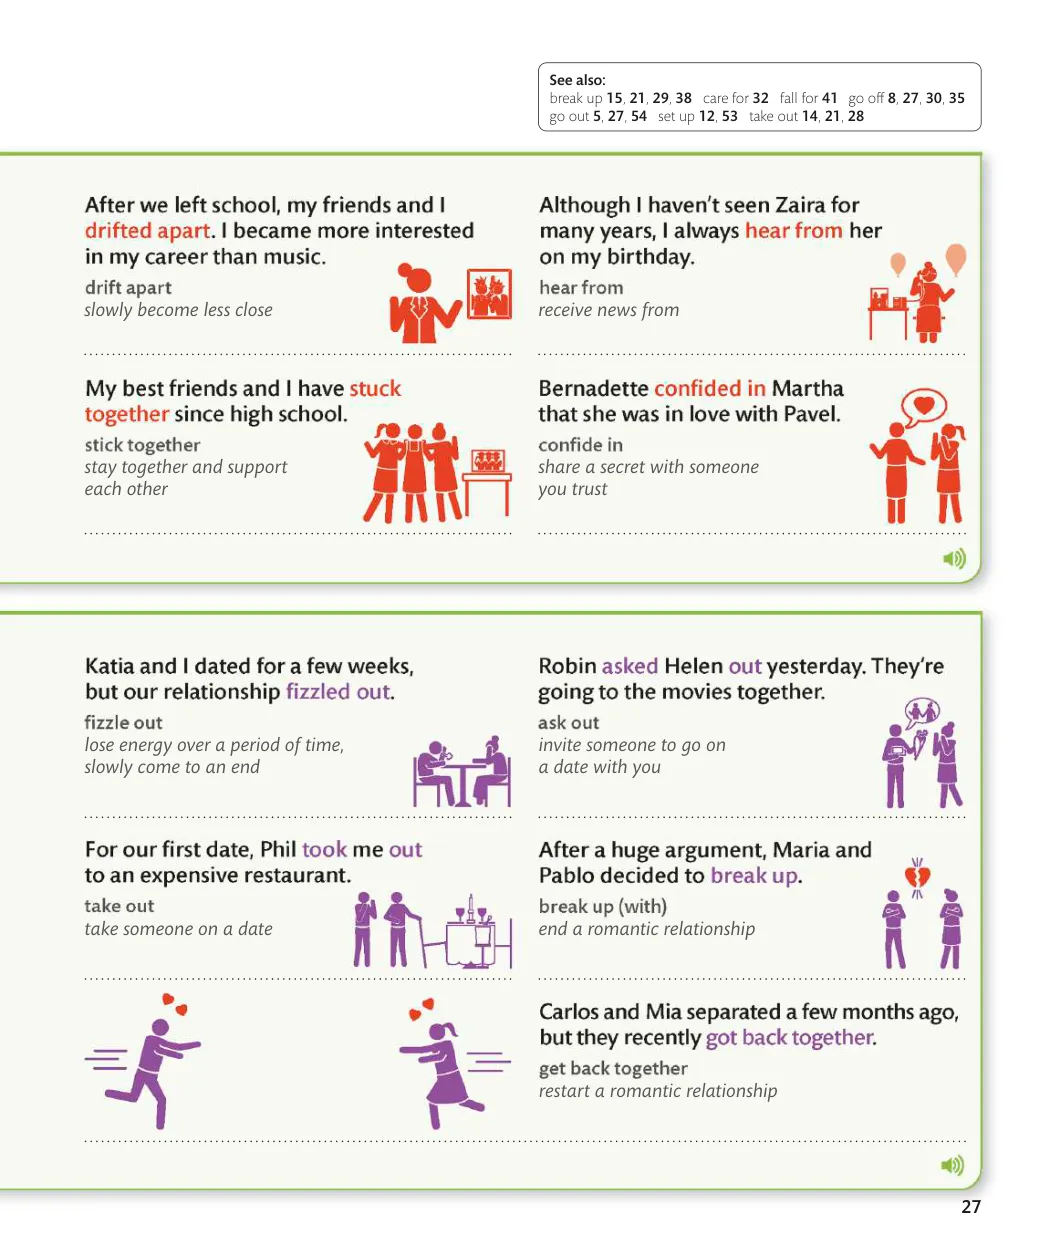 See also:
break up 15, 21, 29, 38 care for 32 fall for 41 go off 8, 27, 30, 35
go out 5, 27, 54 set up 12, 53 take out 14, 21, 28
After we left school, my friends and I
drifted apart. I became more interested
in my career than music.
drift apart
slowly become less close
Although I haven't seen Zaira for
many years, I always hear from her
on my birthday.
hear from
receive news from
My best friends and I have stuck
together since high school.
stick together
stay together and support
each other
Bernadette confided in Martha
that she was in love with Pavel.
confide in
share a secret with someone
you trust
Katia and I dated for a few weeks,
but our relationship fizzled out.
fizzle out
lose energy over a period of time,
slowly come to an end
Robin asked Helen out yesterday. They're
going to the movies together.
ask out
invite someone to go on
a date with you
For our first date, Phil took me out
to an expensive restaurant.
take out
take someone on a date
After a huge argument, Maria and
Pablo decided to break up.
break up (with)
end a romantic relationship
Carlos and Mia separated a few months ago,
but they recently got back together.
get back together
restart a romantic relationship
27